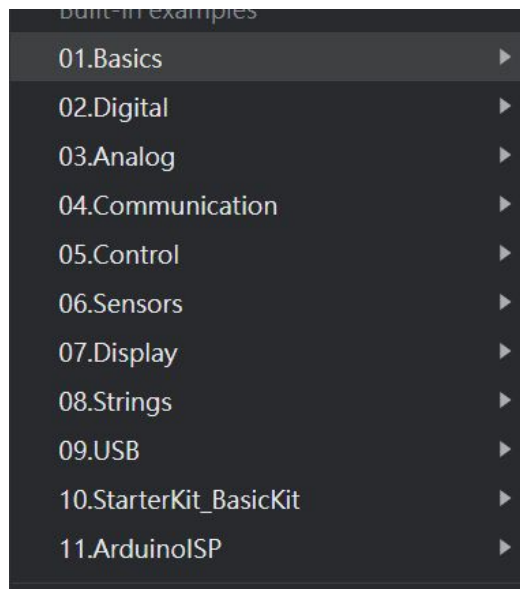 Built-in examples
01.Basics
02.Digital
03.Analog
04.Communication
05.Control
06.Sensors
07.Display
08.Strings
09.USB
10.StarterKit_BasicKit
11.ArduinoISP